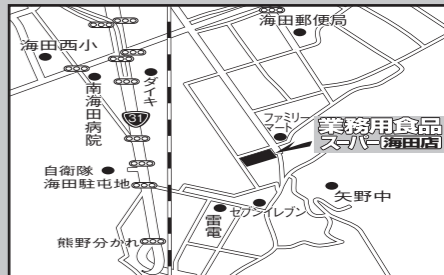 海田郵便局
海田西小
南海田病院
ダイキ
31
ファミリー
マート
業務用食品
スーパー海田店
自衛隊
海田駐屯地
矢野中
セブンイレブン
雷電
熊野分かれ